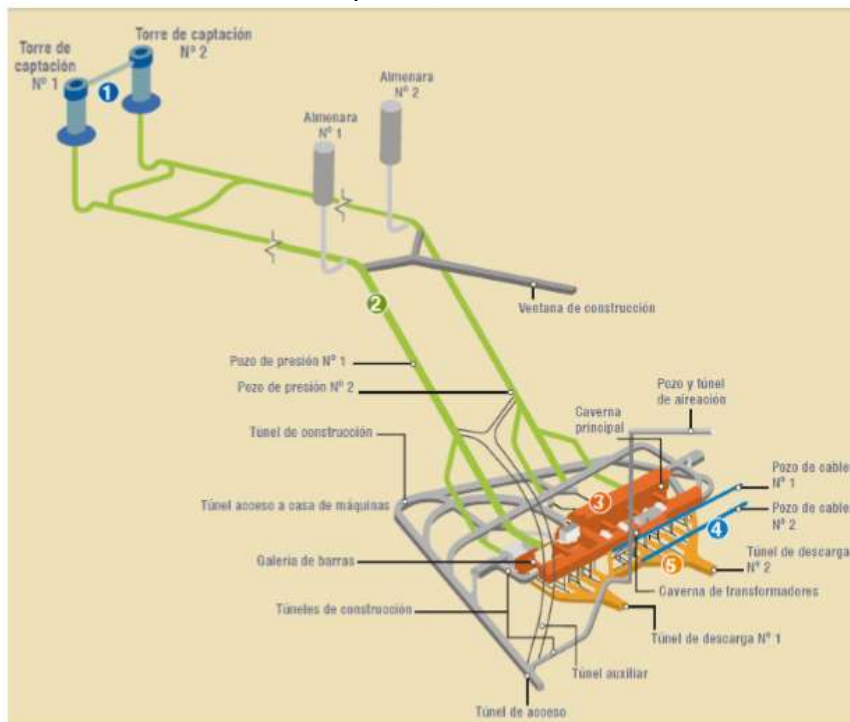 Torre de
captación
Nº 1
Torre de captación
Nº 2
1
Almenara
Nº 1
Almenara
Nº 2
2
Ventana de construcción
Pozo de presión Nº 1
Pozo de presión Nº 2
Pozo y túnel
de aireación
Caverna
principal
Túnel de construcción
Pozo de cable
Nº 1
3
Túnel acceso a casa de máquinas
Pozo de cable
Nº 2
4
Galería de barras
5
Túnel de descarga
Nº 2
Caverna de transformadores
Túneles de construcción
Túnel de descarga Nº 1
Túnel auxiliar
Túnel de acceso